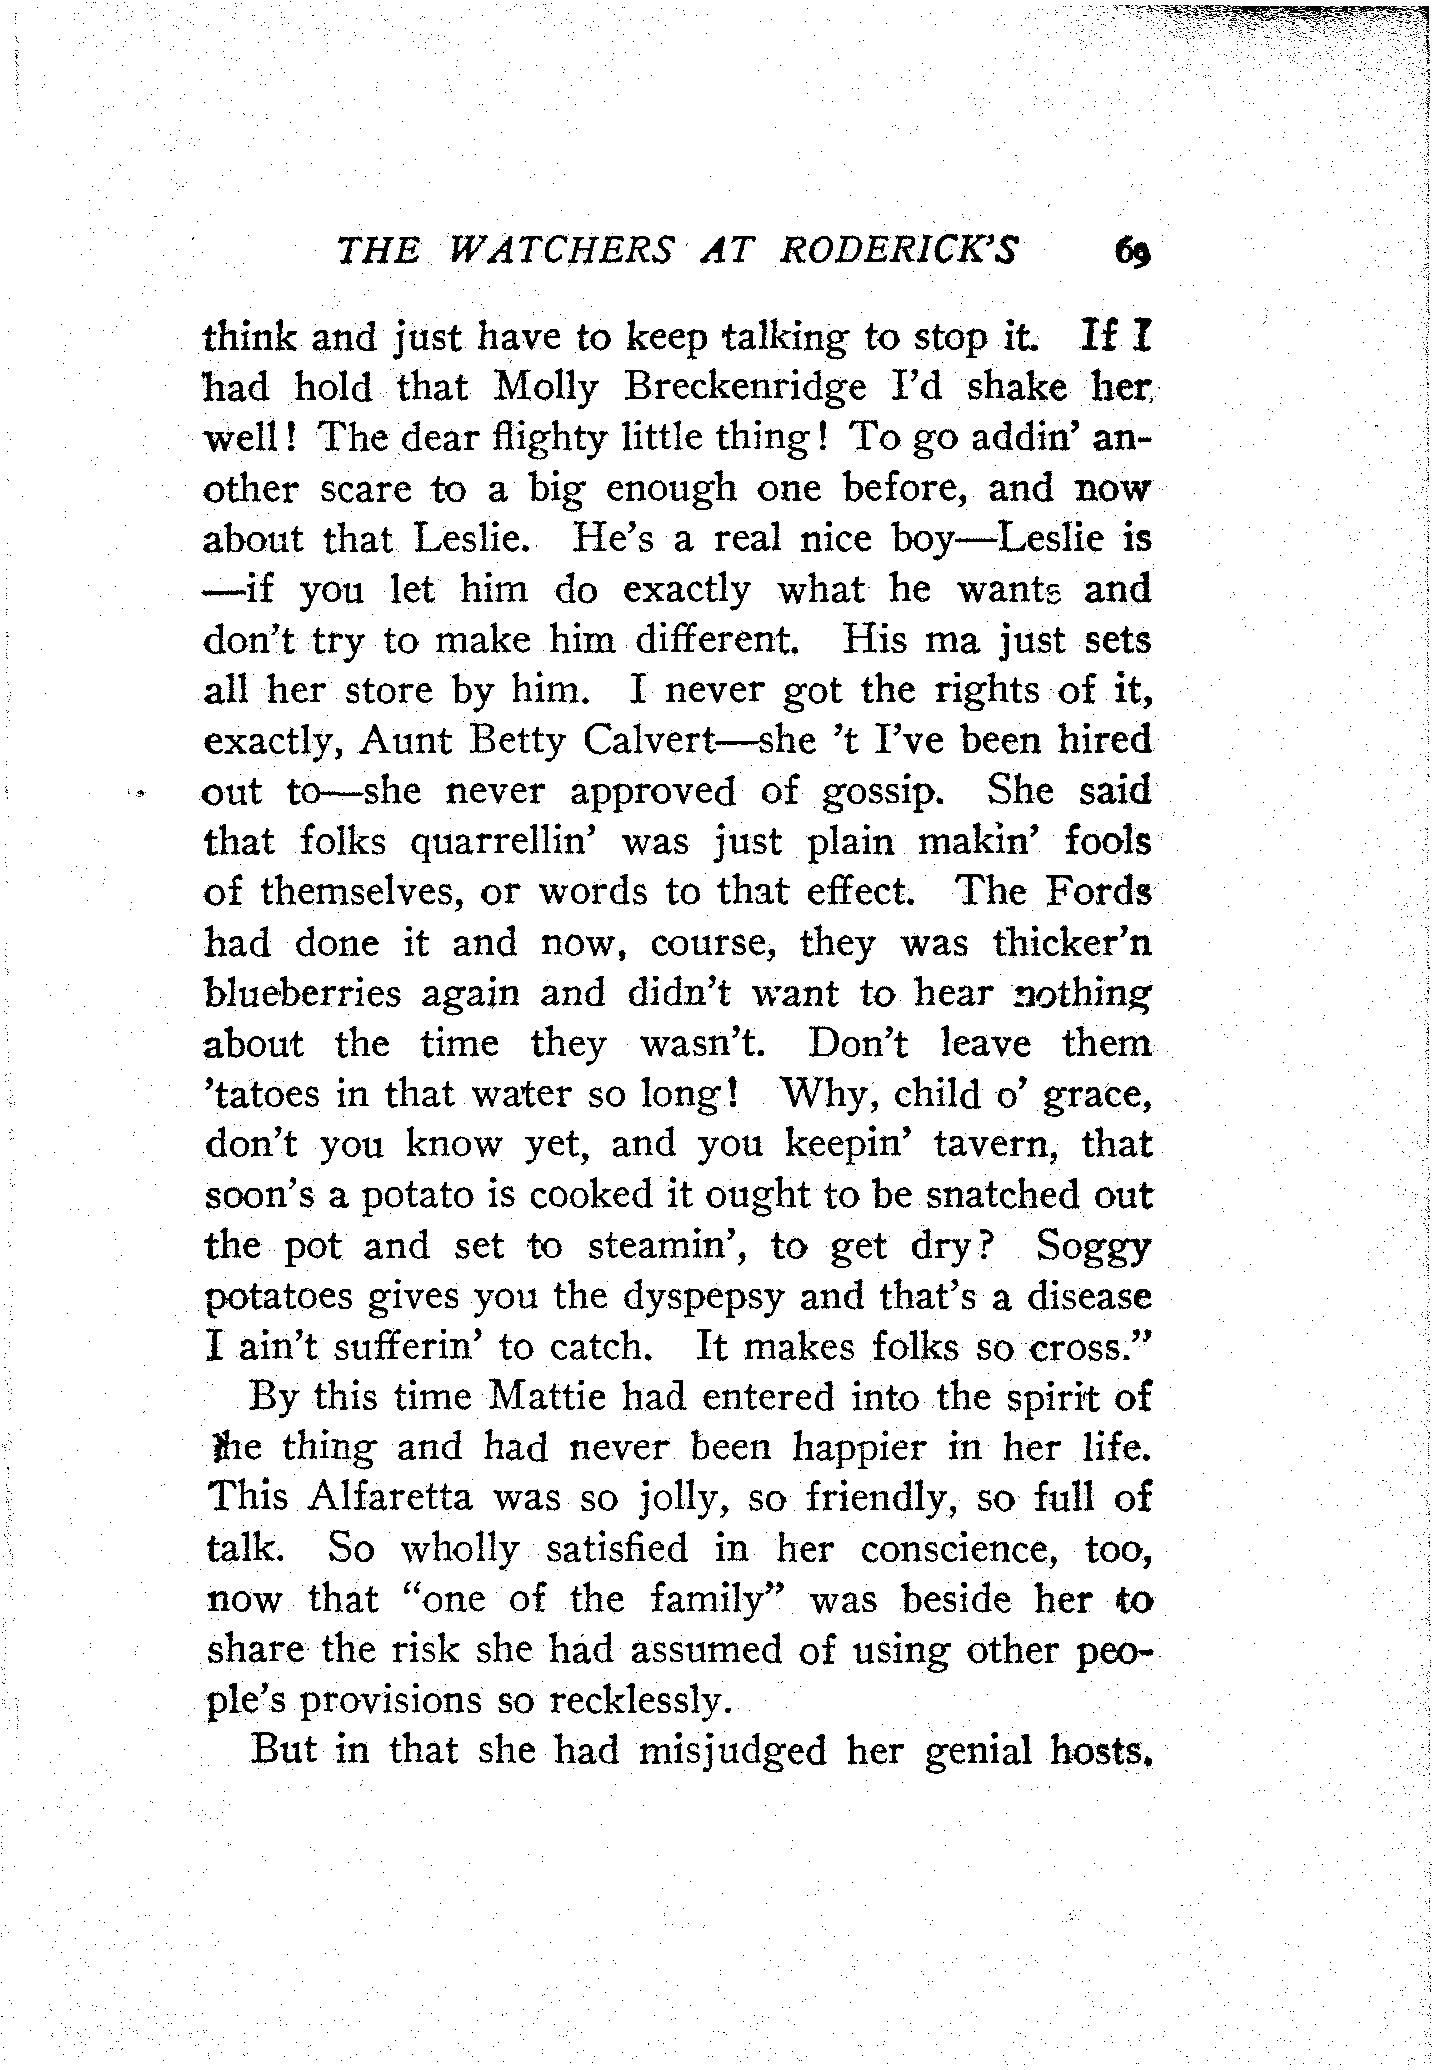 THE WATCHERS AT RODERICK'S 69
think and just have to keep talking to stop it. If I
had hold that Molly Breckenridge I'd shake her
well! The dear flighty little thing! To go addin' an-
other scare to a big enough one before, and now
about that Leslie. He's a real nice boy—Leslie is
—if you let him do exactly what he wants and
don't try to make him different. His ma just sets
all her store by him. I never got the rights of it,
exactly, Aunt Betty Calvert—she 't I've been hired
out to—she never approved of gossip. She said
that folks quarrellin' was just plain makin' fools
of themselves, or words to that effect. The Fords
had done it and now, course, they was thicker'n
blueberries again and didn't want to hear nothing
about the time they wasn't. Don't leave them
'tatoes in that water so long! Why, child o' grace,
don't you know yet, and you keepin' tavern, that
soon's a potato is cooked it ought to be snatched out
the pot and set to steamin', to get dry? Soggy
potatoes gives you the dyspepsy and that's a disease
I ain't sufferin' to catch. It makes folks so cross."
By this time Mattie had entered into the spirit of
the thing and had never been happier in her life.
This Alfaretta was so jolly, so friendly, so full of
talk. So wholly satisfied in her conscience, too,
now that "one of the family" was beside her to
share the risk she had assumed of using other peo-
ple's provisions so recklessly.
But in that she had misjudged her genial hosts.